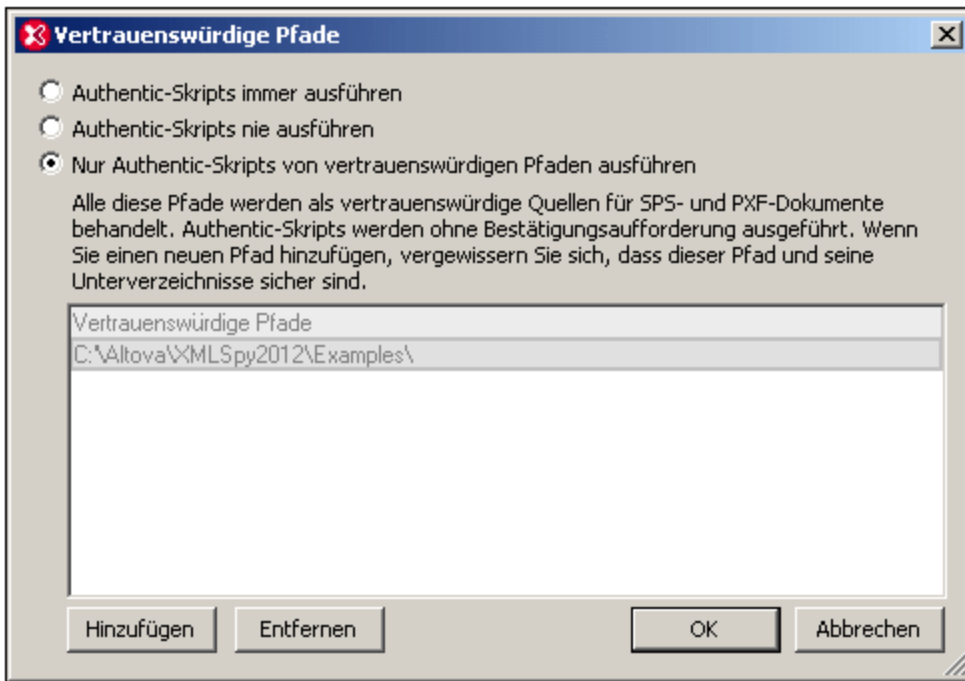 Vertrauenswürdige Pfade
Authentic-Skripts immer ausführen
Authentic-Skripts nie ausführen
Nur Authentic-Skripts von vertrauenswürdigen Pfaden ausführen
Alle diese Pfade werden als vertrauenswürdige Quellen für SPS- und PXF-Dokumente
behandelt. Authentic-Skripts werden ohne Bestätigungsaufforderung ausgeführt. Wenn
Sie einen neuen Pfad hinzufügen, vergewissern Sie sich, dass dieser Pfad und seine
Unterverzeichnisse sicher sind.
Vertrauenswürdige Pfade
C:\Altova\XMLSpy2012\Examples\
Hinzufügen Entfernen OK Abbrechen